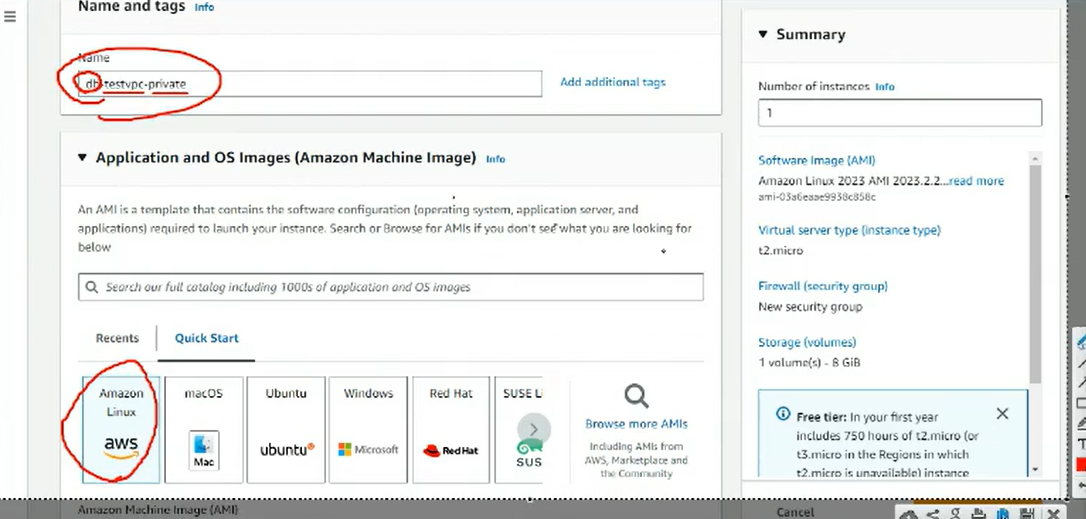 Name and tags Info
Name
db-testvpc-private
Add additional tags
Application and OS Images (Amazon Machine Image) Info
An AMI is a template that contains the software configuration (operating system, application server, and
applications) required to launch your instance. Search or Browse for AMIs if you don't see what you are looking for
below
Search our full catalog including 1000s of application and OS images
Recents
Quick Start
Amazon
Linux
aws
macOS
Mac
Ubuntu
ubuntu
Windows
Microsoft
Red Hat
RedHat
SUSE Li
SUS
Browse more AMIs
Including AMIs from
AWS, Marketplace and
the Community
Amazon Machine Image (AMI)
Summary
Number of instances Info
1
Software Image (AMI)
Amazon Linux 2023 AMI 2023.2.2...read more
ami-03a6eaae9938c858c
Virtual server type (instance type)
t2.micro
Firewall (security group)
New security group
Storage (volumes)
1 volume(s) - 8 GiB
Free tier: In your first year
includes 750 hours of t2.micro (or
t3.micro in the Regions in which
t2.micro is unavailable) instance
Cancel